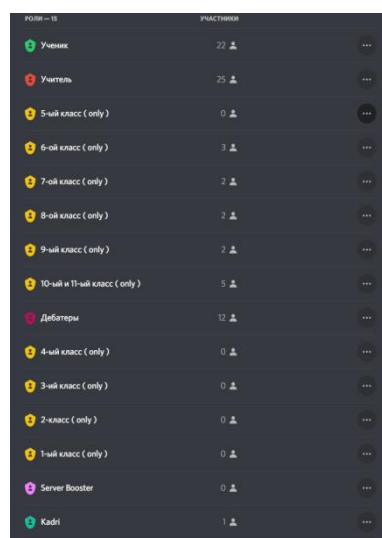 РОЛИ — 15 УЧАСТНИКИ
Ученик 22
Учитель 25
5-ый класс ( only ) 0
6-ой класс ( only ) 3
7-ой класс ( only ) 2
8-ой класс ( only ) 2
9-ый класс ( only ) 2
10-ый и 11-ый класс ( only ) 5
Дебатеры 12
4-ый класс ( only ) 0
3-ий класс ( only ) 0
2-класс ( only ) 0
1-ый класс ( only ) 0
Server Booster 0
Kadri 1